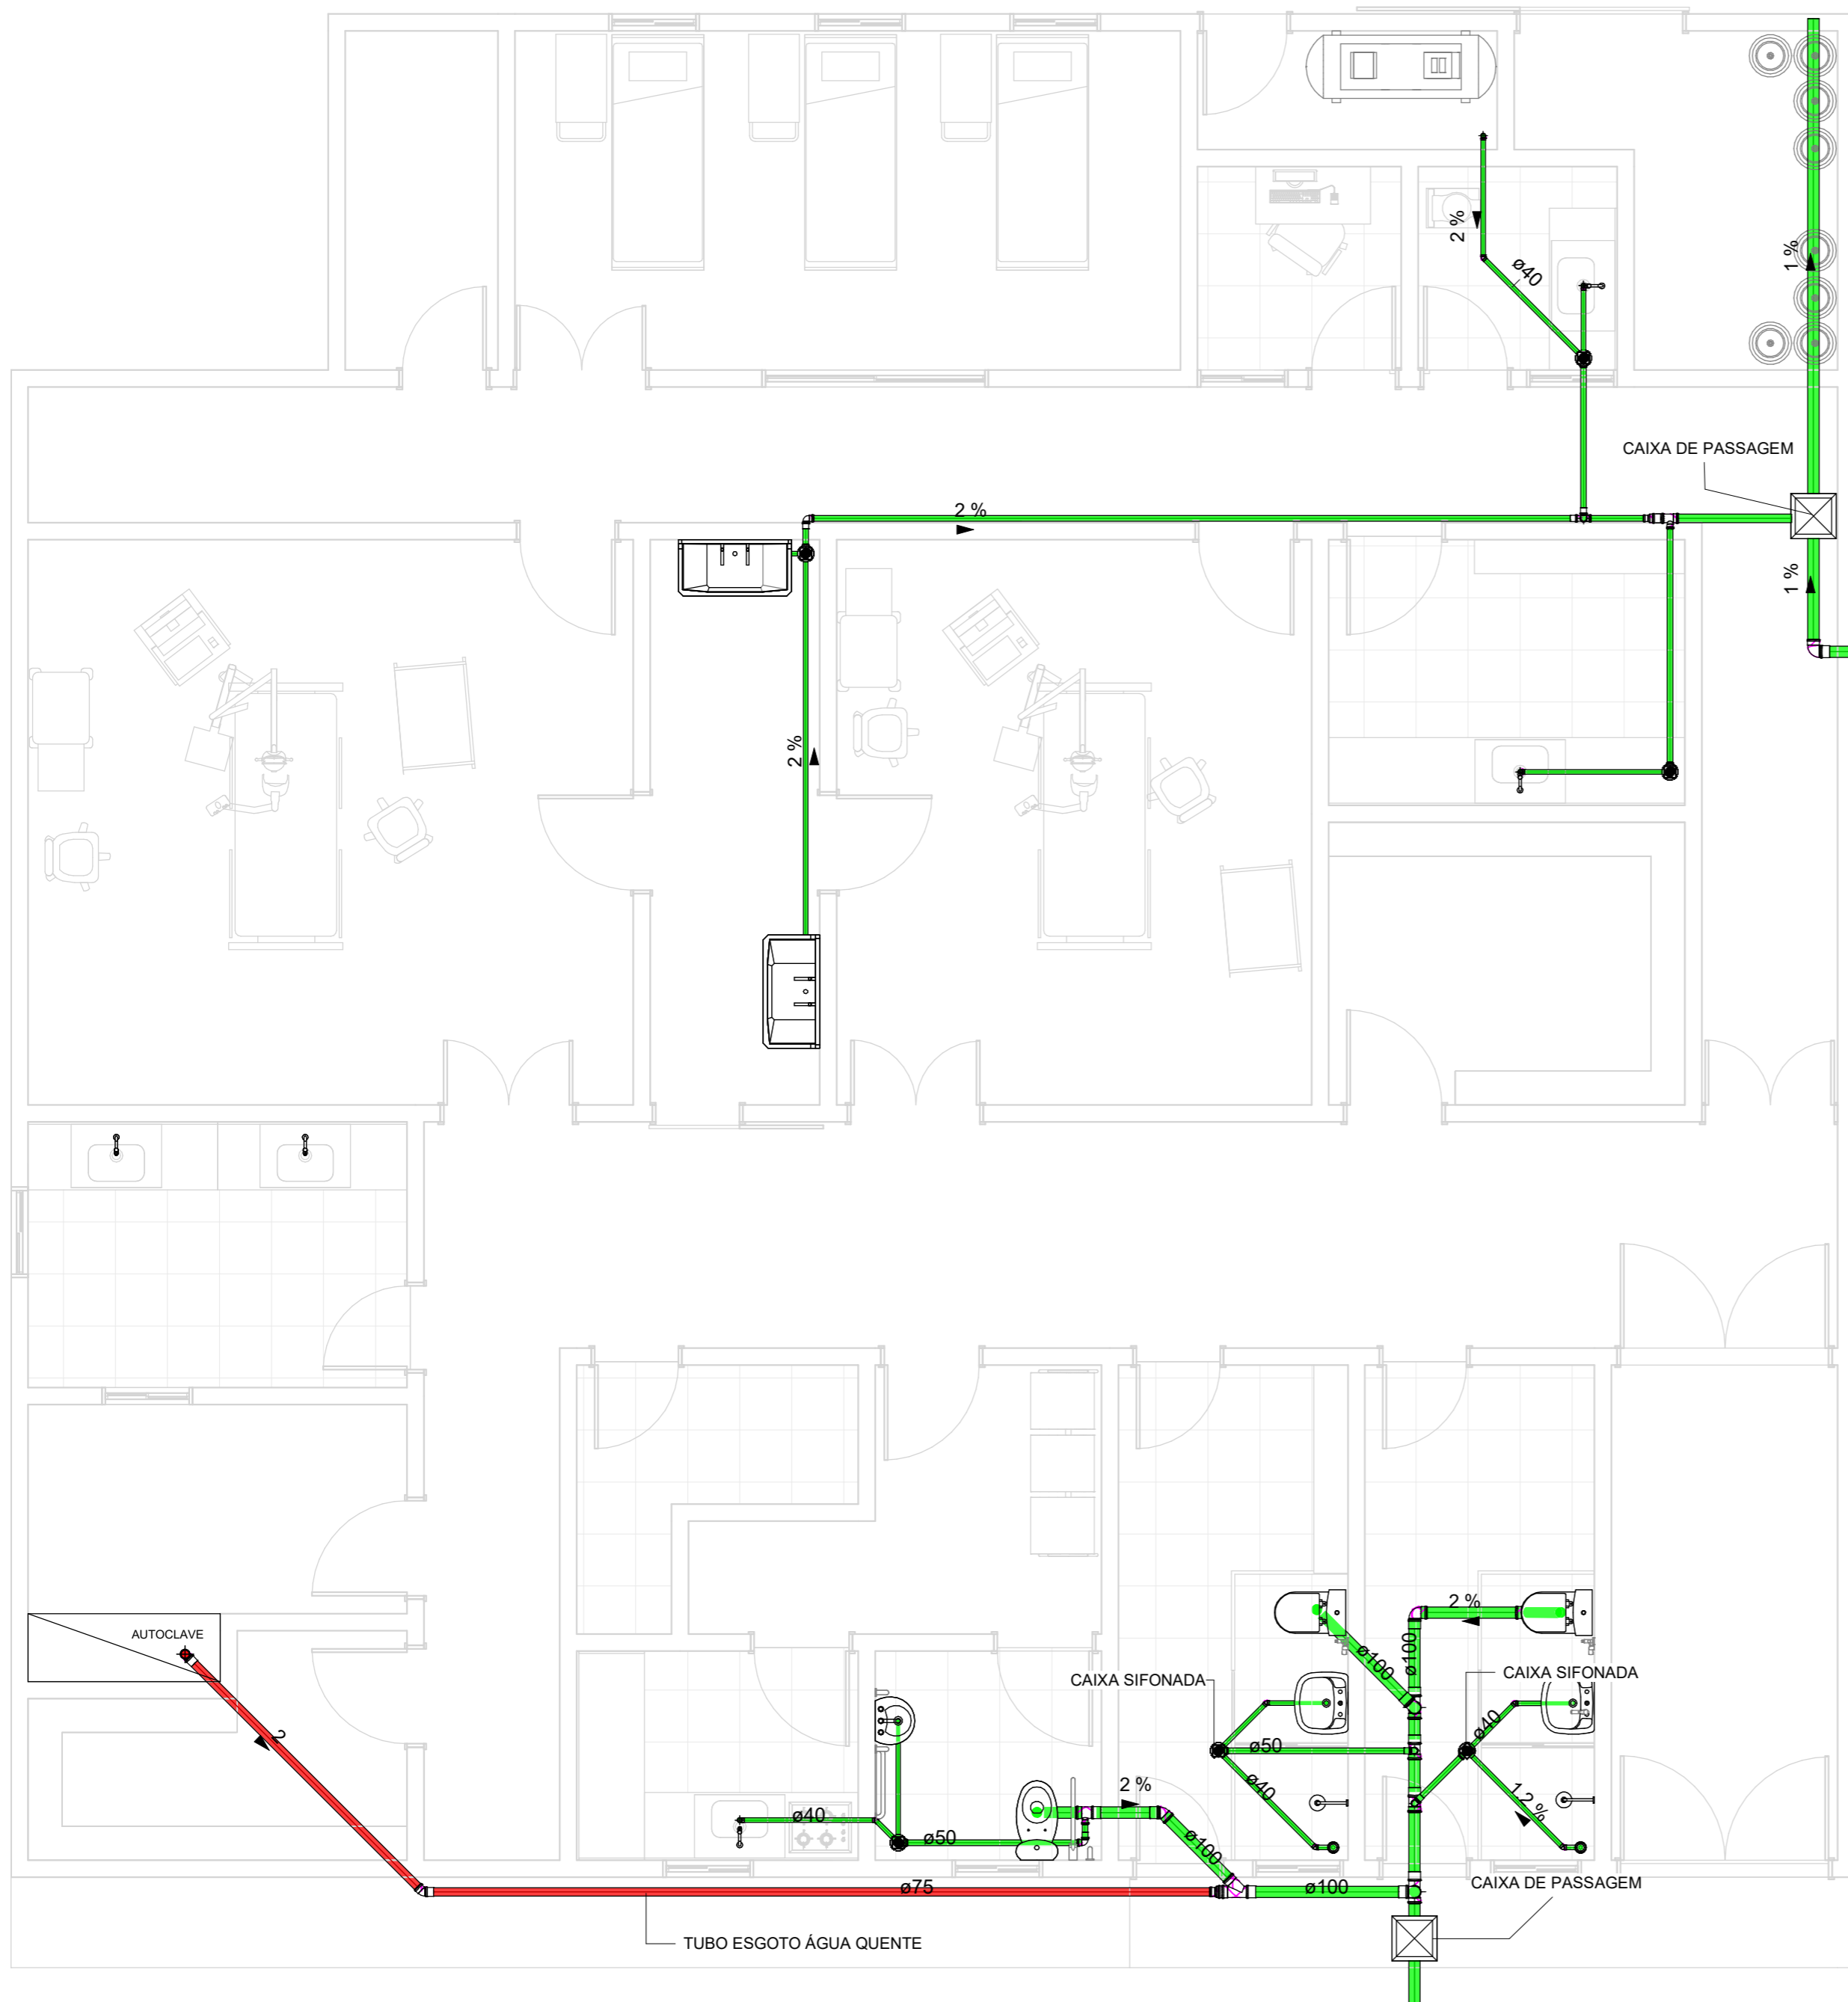 2 %
ø40
1 %
CAIXA DE PASSAGEM
2 %
1 %
2 %
AUTOCLAVE
2 %
ø100
ø100
CAIXA SIFONADA
CAIXA SIFONADA
2
ø40
ø50
ø40
2 %
1,2 %
ø40
ø50
ø100
ø75
ø100
CAIXA DE PASSAGEM
TUBO ESGOTO ÁGUA QUENTE